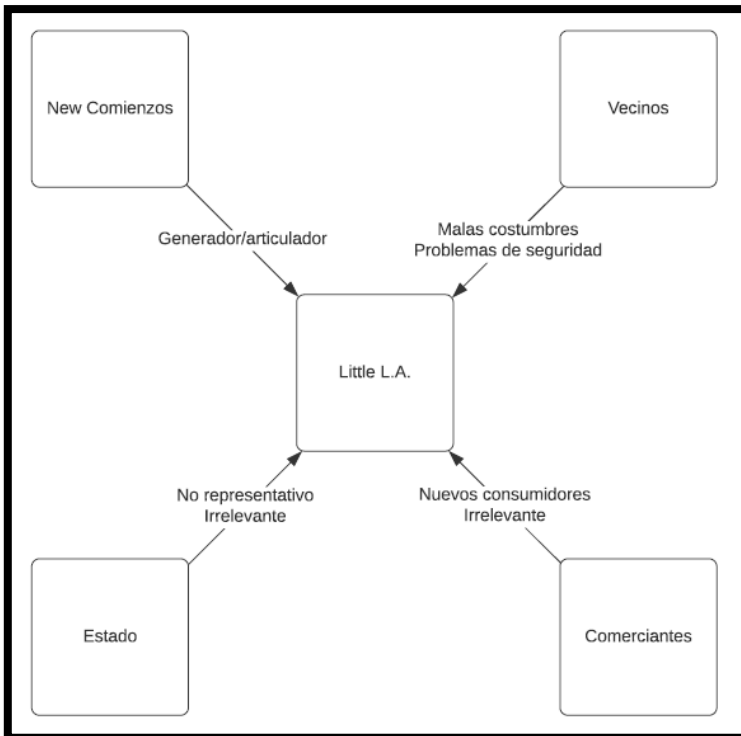 New Comienzos
Vecinos
Generador/articulador
Malas costumbres
Problemas de seguridad
Little L.A.
No representativo
Irrelevante
Nuevos consumidores
Irrelevante
Estado
Comerciantes